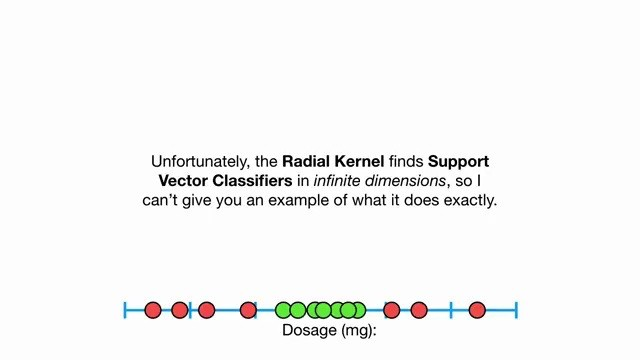 Unfortunately, the Radial Kernel finds Support
Vector Classifiers in infinite dimensions, so I
can’t give you an example of what it does exactly.
Dosage (mg):